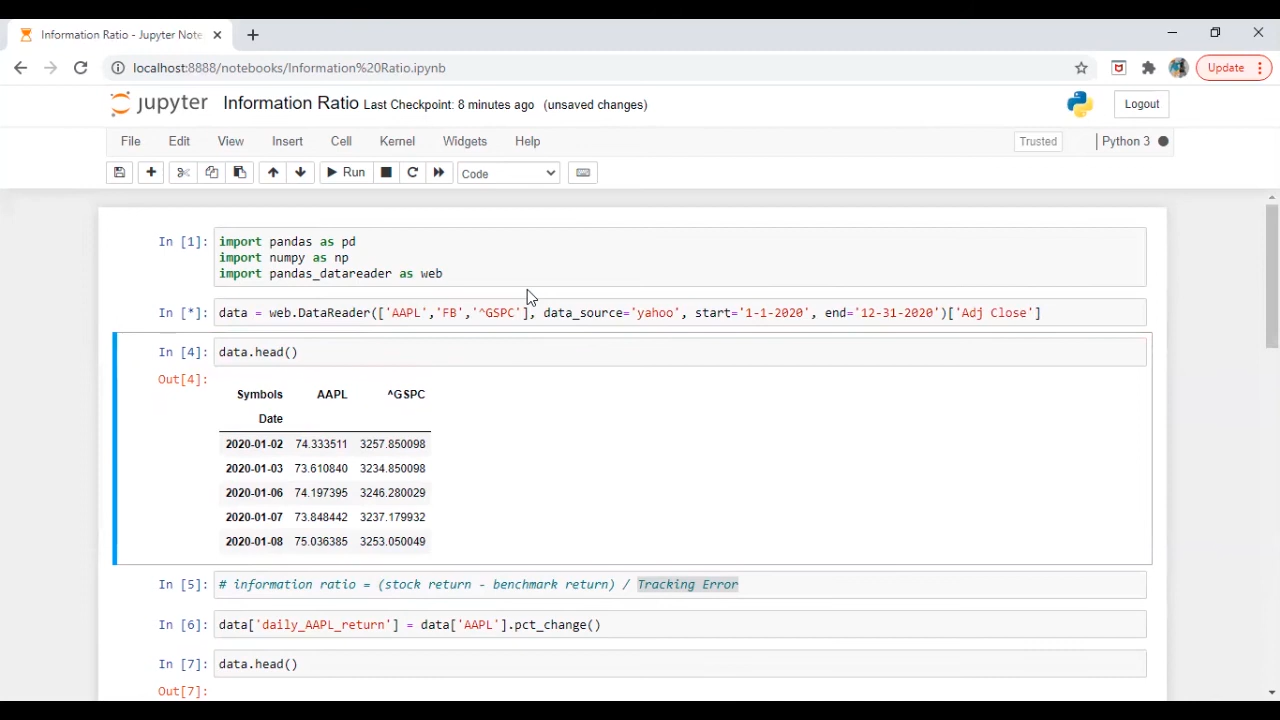 Information Ratio - Jupyter Note
localhost:8888/notebooks/Information%20Ratio.ipynb
Update
jupyter Information Ratio Last Checkpoint: 8 minutes ago (unsaved changes)
Logout
File Edit View Insert Cell Kernel Widgets Help
Trusted
Python 3
Run
Code
In [1]: import pandas as pd
import numpy as np
import pandas_datareader as web
In [*]: data = web.DataReader(['AAPL','FB','^GSPC'], data_source='yahoo', start='1-1-2020', end='12-31-2020')['Adj Close']
In [4]: data.head()
Out[4]:
Symbols AAPL ^GSPC
Date
2020-01-02 74.333511 3257.850098
2020-01-03 73.610840 3234.850098
2020-01-06 74.197395 3246.280029
2020-01-07 73.848442 3237.179932
2020-01-08 75.036385 3253.050049
In [5]: # information ratio = (stock return - benchmark return) / Tracking Error
In [6]: data['daily_AAPL_return'] = data['AAPL'].pct_change()
In [7]: data.head()
Out[7]: